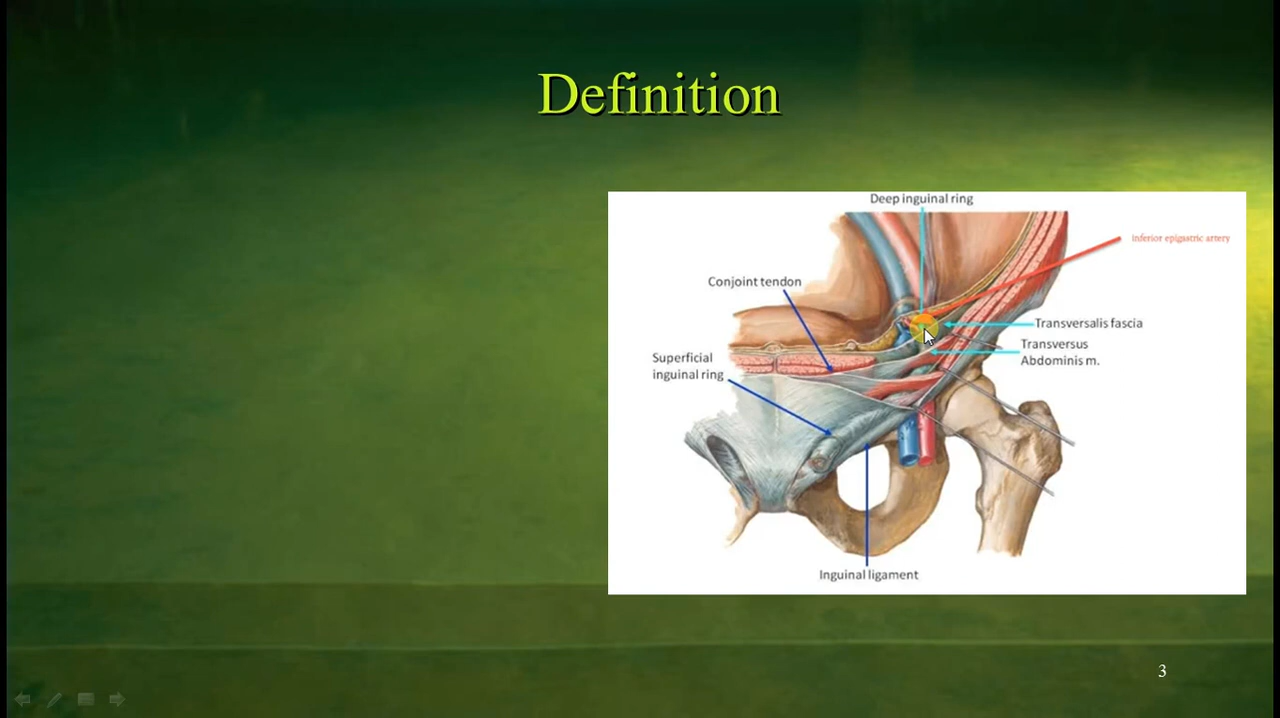 Definition
Deep inguinal ring
inferior epigastric artery
Conjoint tendon
Transversalis fascia
Transversus
Abdominis m.
Superficial
inguinal ring
Inguinal ligament
3